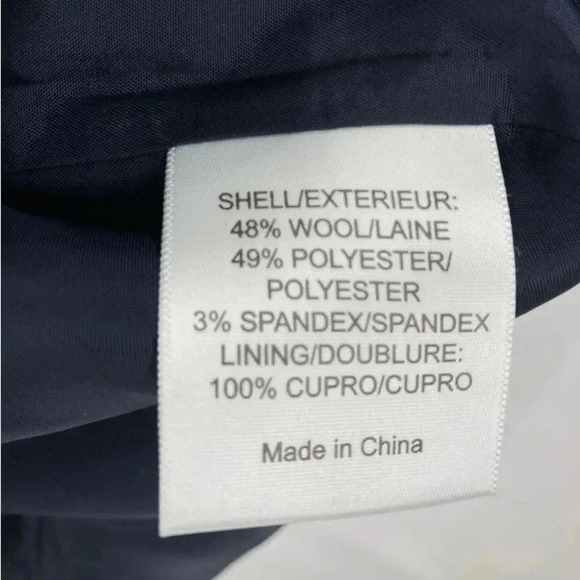 SHELL/EXTERIEUR:
48% WOOL/LAINE
49% POLYESTER/
POLYESTER
3% SPANDEX/SPANDEX
LINING/DOUBLURE:
100% CUPRO/CUPRO
Made in China